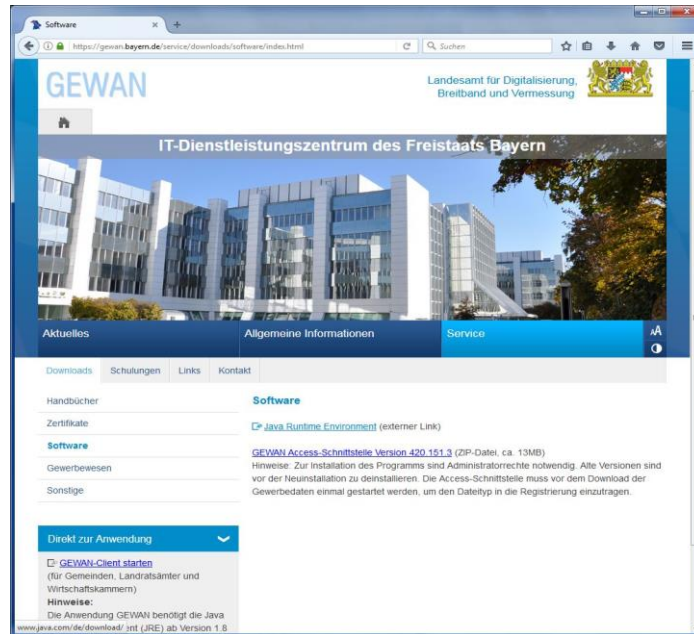 Software
https://gewan.bayern.de/service/downloads/software/index.html
Suchen
GEWAN
Landesamt für Digitalisierung,
Breitband und Vermessung
IT-Dienstleistungszentrum des Freistaats Bayern
Aktuelles Allgemeine Informationen Service AA
Downloads Schulungen Links Kontakt
Handbücher
Zertifikate
Software
Gewerbewesen
Sonstige
Software
Java Runtime Environment (externer Link)
GEWAN Access-Schnittstelle Version 420.151.3 (ZIP-Datei, ca. 13MB)
Hinweise: Zur Installation des Programms sind Administratorrechte notwendig. Alte Versionen sind
vor der Neuinstallation zu deinstallieren. Die Access-Schnittstelle muss vor dem Download der
Gewerbedaten einmal gestartet werden, um den Dateityp in die Registrierung einzutragen.
Direkt zur Anwendung
GEWAN-Client starten
(für Gemeinden, Landratsämter und
Wirtschaftskammern)
Hinweise:
Die Anwendung GEWAN benötigt die Java
www.java.com/de/download/ ent (JRE) ab Version 1.8